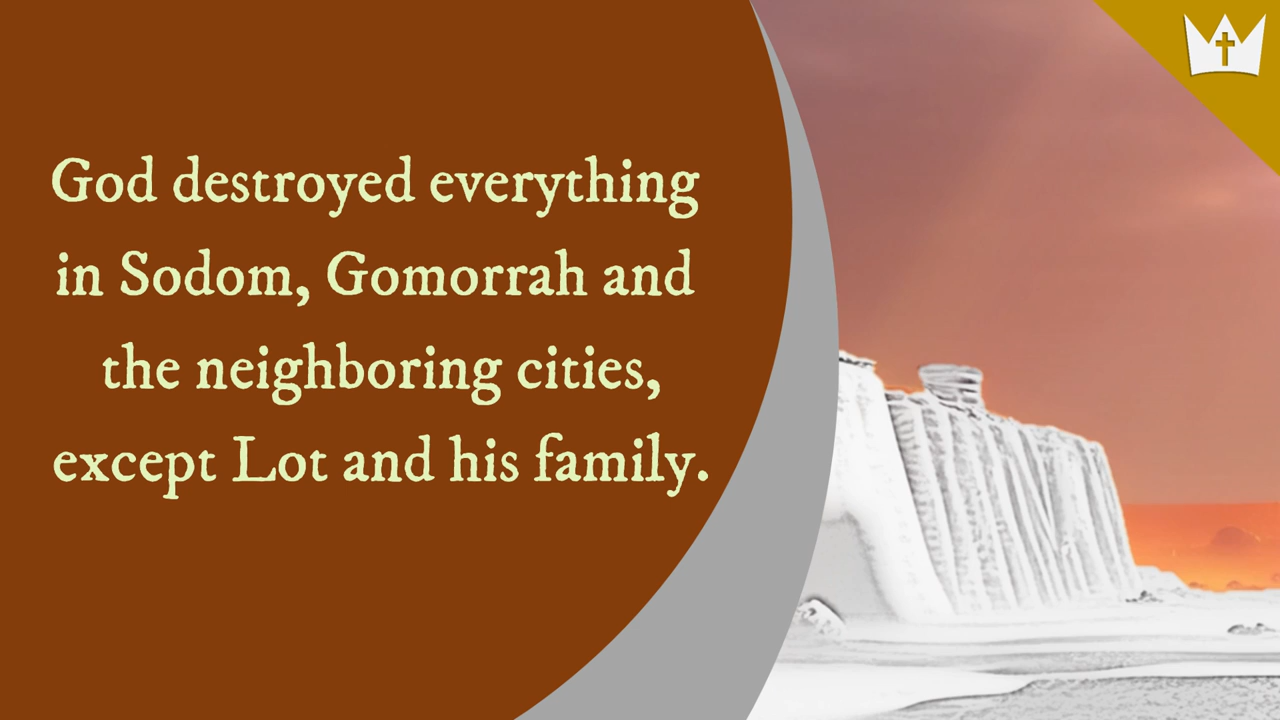 God destroyed everything
in Sodom, Gomorrah and
the neighboring cities,
except Lot and his family.